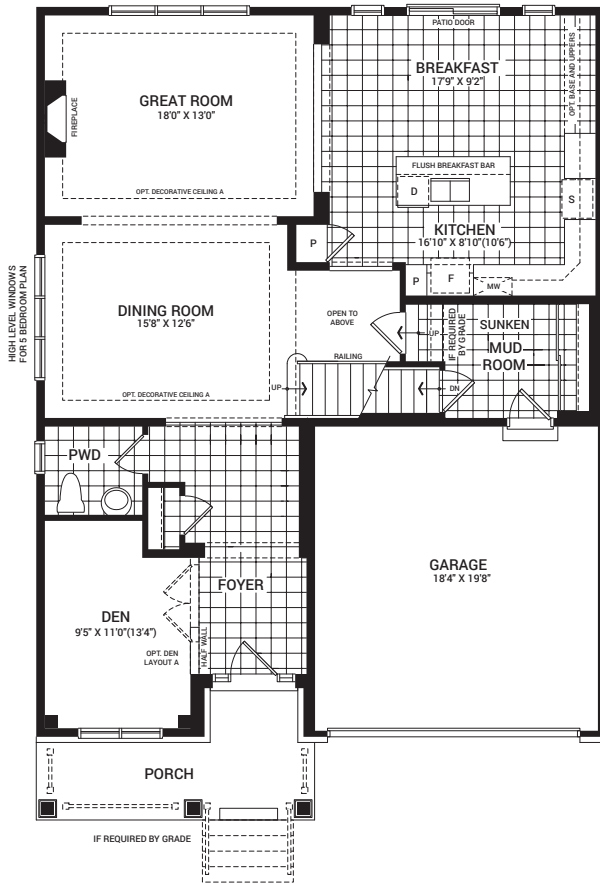 PATIO DOOR
BREAKFAST
17'9" X 9'2"
OPT. BASE AND UPPERS
GREAT ROOM
18'0" X 13'0"
FIREPLACE
FLUSH BREAKFAST BAR
D
S
OPT. DECORATIVE CEILING A
KITCHEN
16'10" X 8'10"(10'6")
P
P
F
MW
HIGH LEVEL WINDOWS
FOR 5 BEDROOM PLAN
DINING ROOM
15'8" X 12'6"
OPEN TO
ABOVE
UP
IF REQUIRED
BY GRADE
SUNKEN
MUD
ROOM
RAILING
UP
DN
OPT. DECORATIVE CEILING A
PWD
GARAGE
18'4" X 19'8"
FOYER
DEN
9'5" X 11'0"(13'4")
OPT. DEN
LAYOUT A
HALF WALL
PORCH
IF REQUIRED BY GRADE